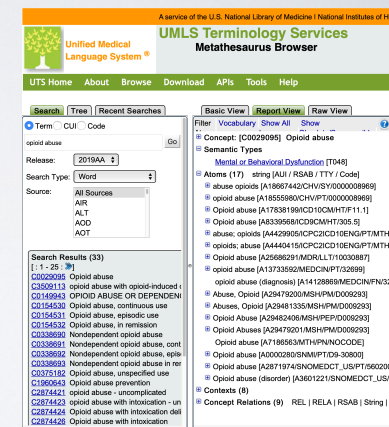 A service of the U.S. National Library of Medicine | National Institutes of H
Unified Medical
Language System ®
UMLS Terminology Services
Metathesaurus Browser
UTS Home About Browse Download APIs Tools Help
Search Tree Recent Searches
Term CUI Code
opioid abuse Go
Release: 2019AA
Search Type: Word
Source: All Sources
AIR
ALT
AOD
AOT
Search Results (33)
[ : 1 - 25 : ]
C0029095 Opioid abuse
C3509113 opioid abuse with opioid-induced
C0149943 OPIOID ABUSE OR DEPENDEN
C0154530 Opioid abuse, continuous use
C0154531 Opioid abuse, episodic use
C0154532 Opioid abuse, in remission
C0338690 Nondependent opioid abuse
C0338691 Nondependent opioid abuse, cont
C0338692 Nondependent opioid abuse, epis
C0338693 Nondependent opioid abuse in rer
C0375182 Opioid abuse, unspecified use
C1960643 Opioid abuse prevention
C2874421 opioid abuse - uncomplicated
C2874423 Opioid abuse with intoxication - un
C2874424 Opioid abuse with intoxication deli
C2874426 Opioid abuse with intoxication
Basic View Report View Raw View
Filter Vocabulary Show All Show
Concept: [C0029095] Opioid abuse
Semantic Types
Mental or Behavioral Dysfunction [T048]
Atoms (17) string [AUI / RSAB / TTY / Code]
abuse opioids [A18667442/CHV/SY/0000008969]
opioid abuse [A18555980/CHV/PT/0000008969]
Opioid abuse [A17838199/ICD10CM/HT/F11.1]
Opioid abuse [A8339568/ICD9CM/HT/305.5]
abuse; opioids [A4429905/ICPC2ICD10ENG/PT/MTH
opioids; abuse [A4440415/ICPC2ICD10ENG/PT/MTH
Opioid abuse [A25686291/MDR/LLT/10030887]
opioid abuse [A13733592/MEDCIN/PT/32699]
opioid abuse (diagnosis) [A14128869/MEDCIN/FN/32
Abuse, Opioid [A29479200/MSH/PM/D009293]
Abuses, Opioid [A29481335/MSH/PM/D009293]
Opioid Abuse [A29482406/MSH/PEP/D009293]
Opioid Abuses [A29479201/MSH/PM/D009293]
Opioid abuse [A7186563/MTH/PN/NOCODE]
Opioid abuse [A0000280/SNMI/PT/D9-30800]
Opioid abuse [A2871974/SNOMEDCT_US/PT/560200
Opioid abuse (disorder) [A3601221/SNOMEDCT_US/
Contexts (8)
Concept Relations (9) REL | RELA | RSAB | String |